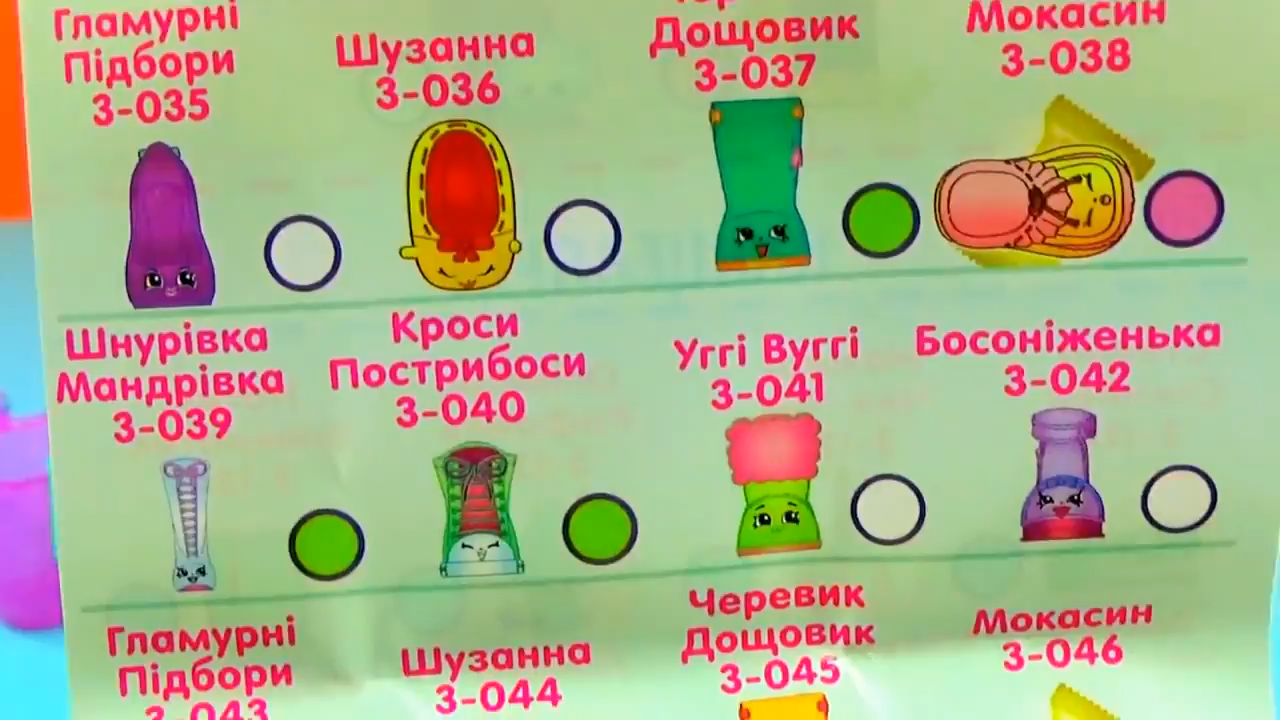 Гламурні
Підбори
3-035
Шузанна
3-036
Дощовик
3-037
Мокасин
3-038
Шнурівка
Мандрівка
3-039
Кроси
Пострибоси
3-040
Уггі Вуггі
3-041
Босоніженька
3-042
Гламурні
Підбори
3-043
Шузанна
3-044
Черевик
Дощовик
3-045
Мокасин
3-046